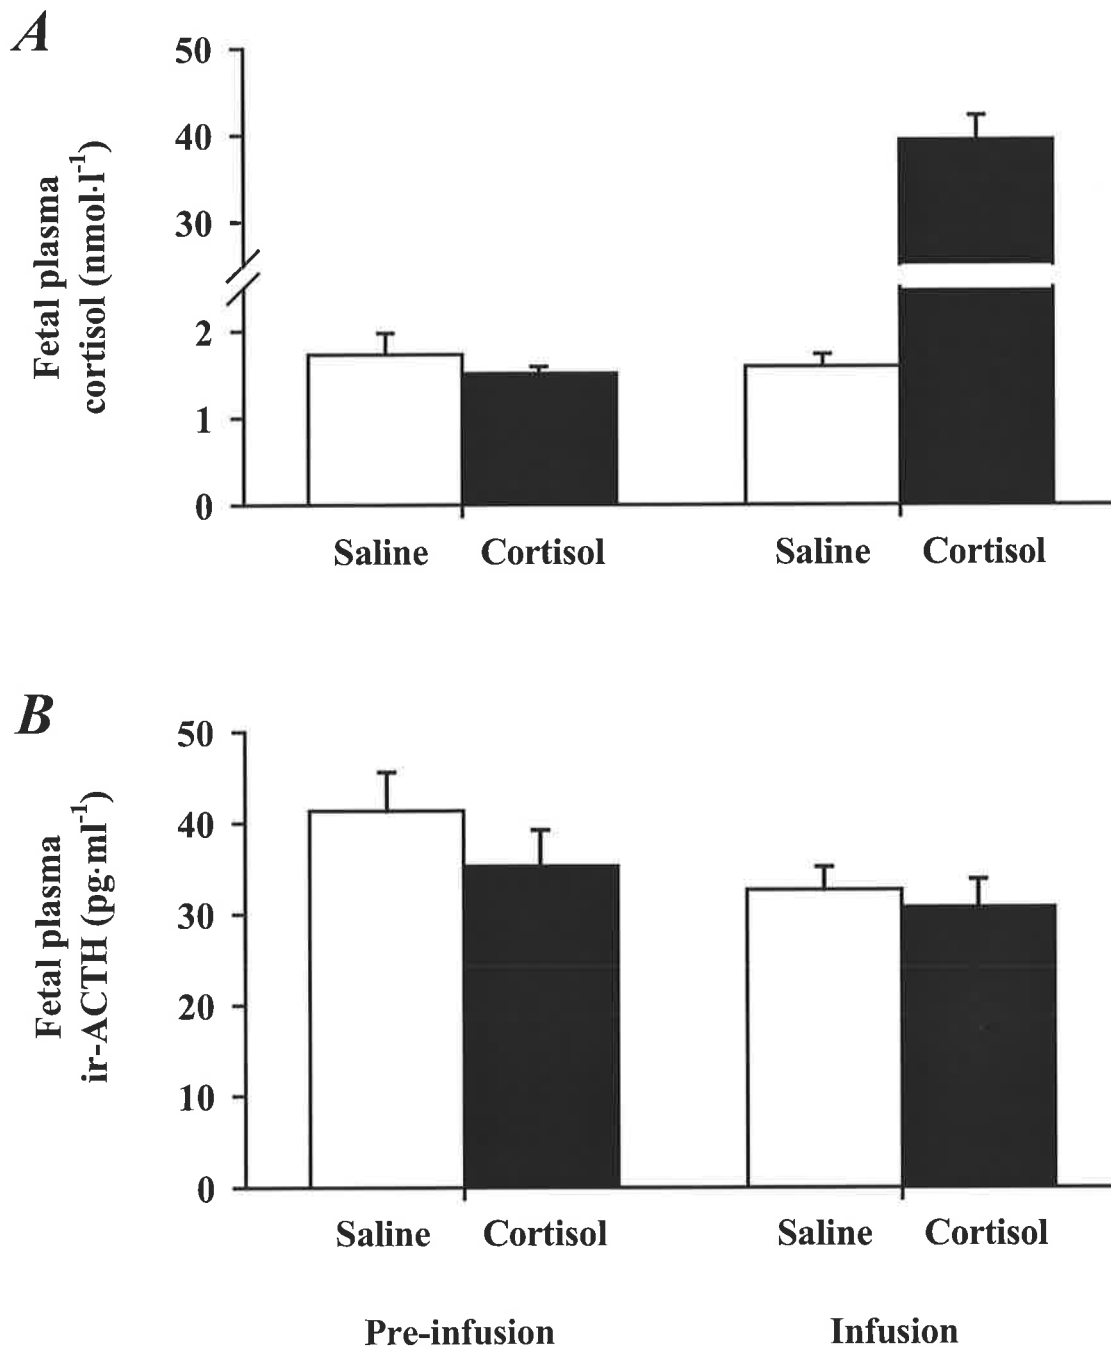 A
Fetal plasma
cortisol (nmol·l⁻¹)
50
40
30
2
1
0
Saline Cortisol Saline Cortisol
B
Fetal plasma
ir-ACTH (pg·ml⁻¹)
50
40
30
20
10
0
Saline Cortisol Saline Cortisol
Pre-infusion Infusion